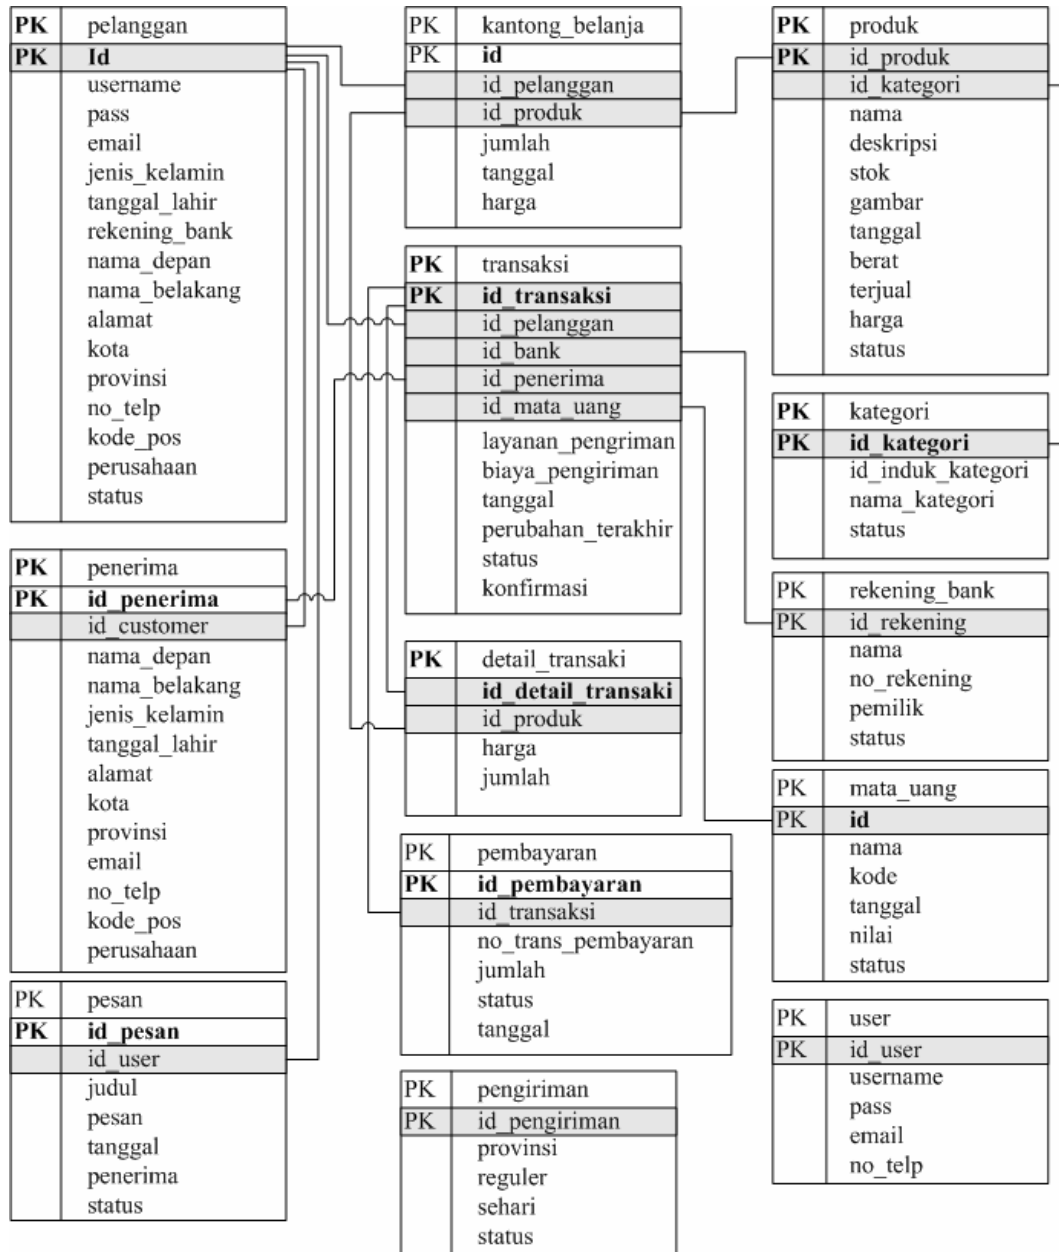 PK pelanggan
PK Id
username
pass
email
jenis_kelamin
tanggal_lahir
rekening_bank
nama_depan
nama_belakang
alamat
kota
provinsi
no_telp
kode_pos
perusahaan
status
PK penerima
PK id_penerima
id_customer
nama_depan
nama_belakang
jenis_kelamin
tanggal_lahir
alamat
kota
provinsi
email
no_telp
kode_pos
perusahaan
PK pesan
PK id_pesan
id_user
judul
pesan
tanggal
penerima
status
PK kantong_belanja
PK id
id_pelanggan
id_produk
jumlah
tanggal
harga
PK transaksi
PK id_transaksi
id_pelanggan
id_bank
id_penerima
id_mata_uang
layanan_pengriman
biaya_pengiriman
tanggal
perubahan_terakhir
status
konfirmasi
PK detail_transaki
id_detail_transaki
id_produk
harga
jumlah
PK pembayaran
PK id_pembayaran
id_transaksi
no_trans_pembayaran
jumlah
status
tanggal
PK pengiriman
PK id_pengiriman
provinsi
reguler
sehari
status
PK produk
PK id_produk
id_kategori
nama
deskripsi
stok
gambar
tanggal
berat
terjual
harga
status
PK kategori
PK id_kategori
id_induk_kategori
nama_kategori
status
PK rekening_bank
PK id_rekening
nama
no_rekening
pemilik
status
PK mata_uang
PK id
nama
kode
tanggal
nilai
status
PK user
PK id_user
username
pass
email
no_telp